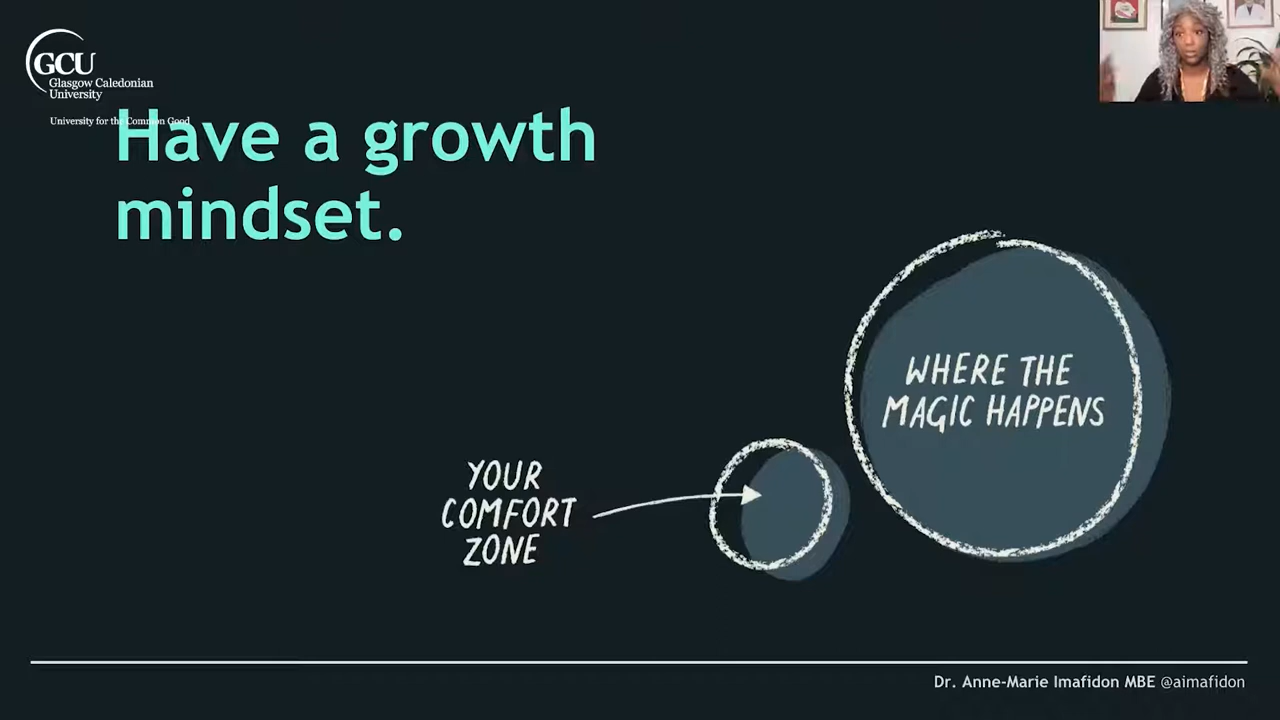 GCU
Glasgow Caledonian
University
University for the Common Good
Have a growth
mindset.
WHERE THE
MAGIC HAPPENS
YOUR
COMFORT
ZONE
Dr. Anne-Marie Imafidon MBE @aimafidon